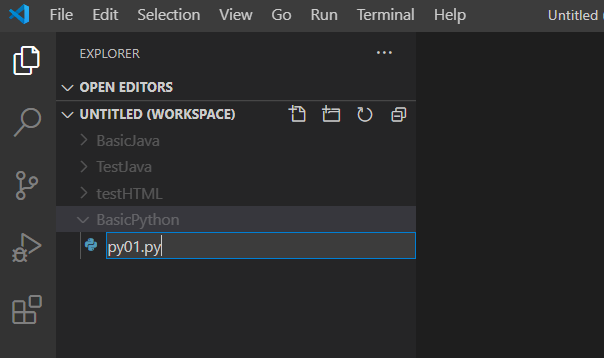 File Edit Selection View Go Run Terminal Help Untitled (
EXPLORER
OPEN EDITORS
UNTITLED (WORKSPACE)
BasicJava
TestJava
testHTML
BasicPython
py01.py